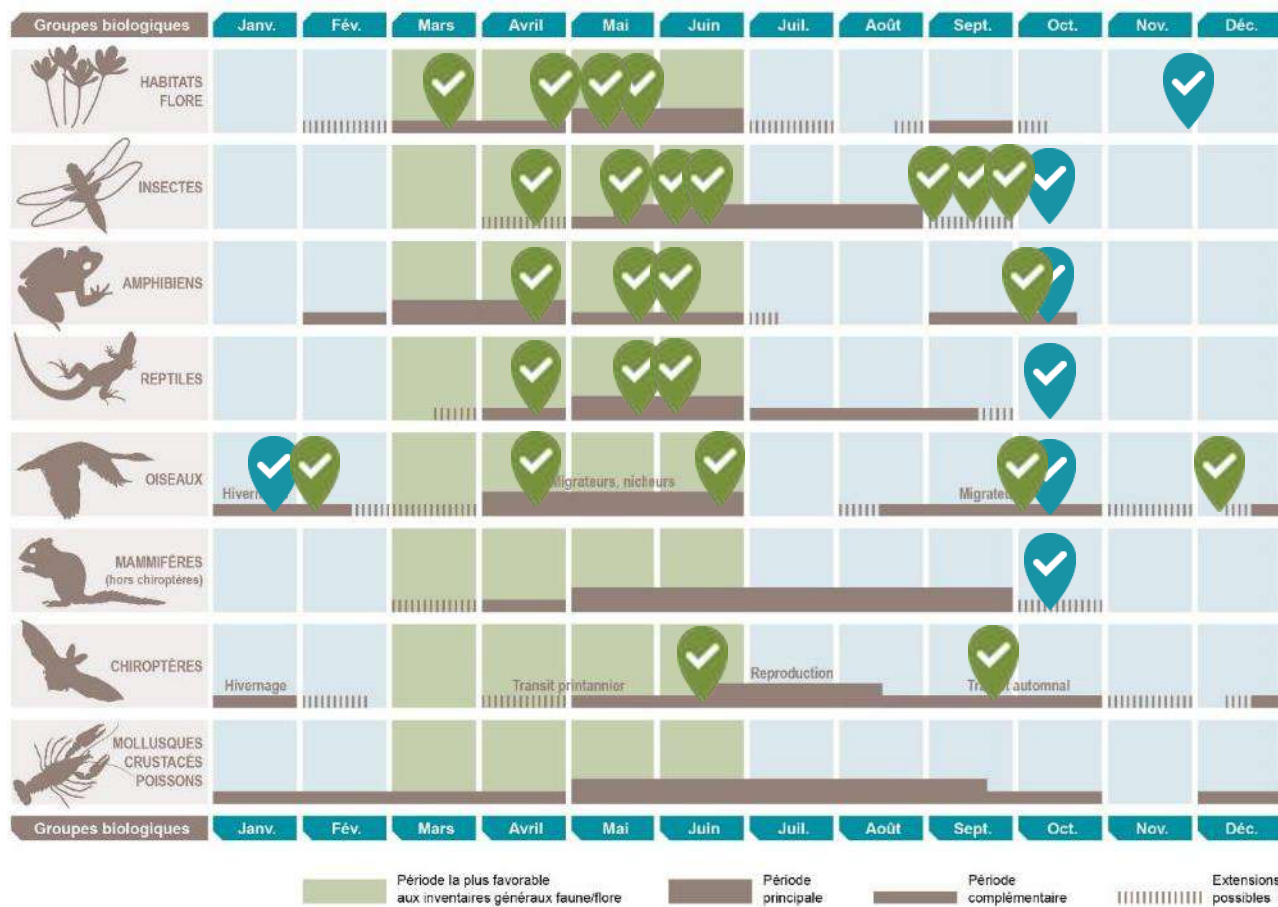 Groupes biologiques Janv. Fév. Mars Avril Mai Juin Juil. Août Sept. Oct. Nov. Déc.
HABITATS
FLORE
INSECTES
AMPHIBIENS
REPTILES
OISEAUX
Migrateurs, nicheurs
MAMMIFÈRES
(hors chiroptères)
CHIROPTÈRES
Reproduction
Hivernage Transit printannier automnal
MOLLUSQUES
CRUSTACÉS
POISSONS
Groupes biologiques Janv. Fév. Mars Avril Mai Juin Juil. Août Sept. Oct. Nov. Déc.
Période la plus favorable
aux inventaires généraux faune/flore
Période
principale
Période
complémentaire
Extensions
possibles